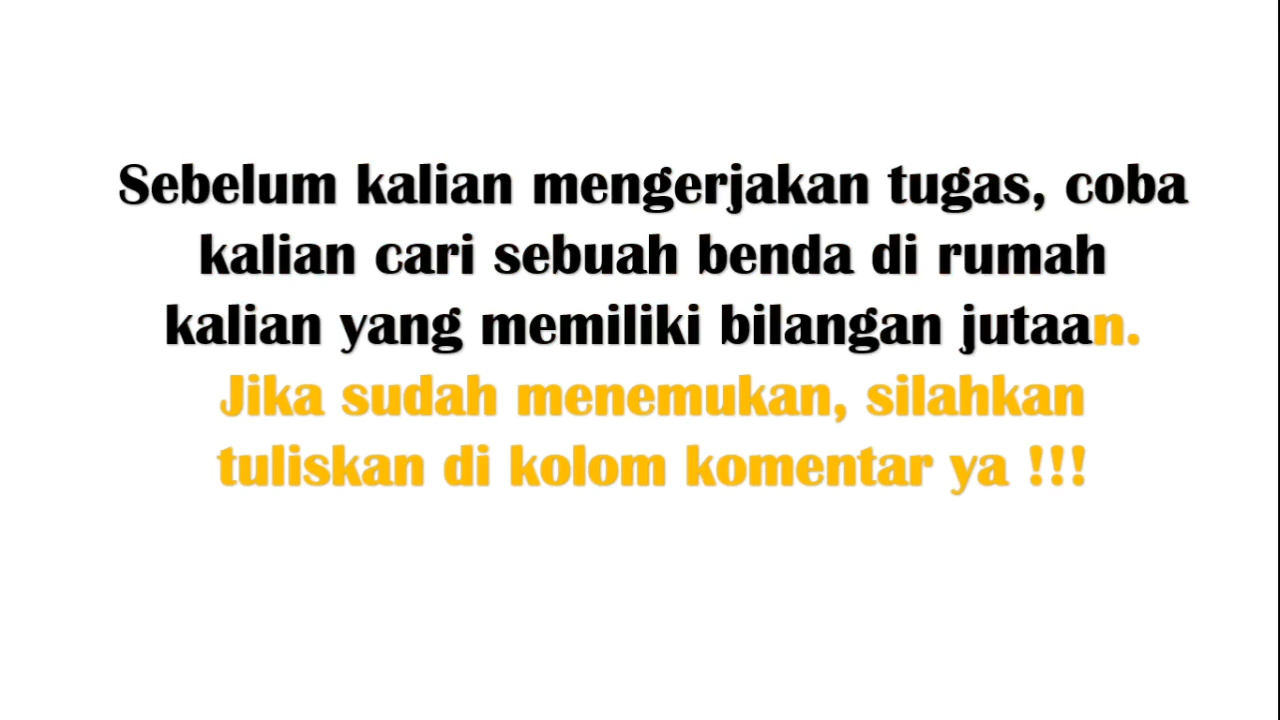 Sebelum kalian mengerjakan tugas, coba
kalian cari sebuah benda di rumah
kalian yang memiliki bilangan jutaan.
Jika sudah menemukan, silahkan
tuliskan di kolom komentar ya !!!